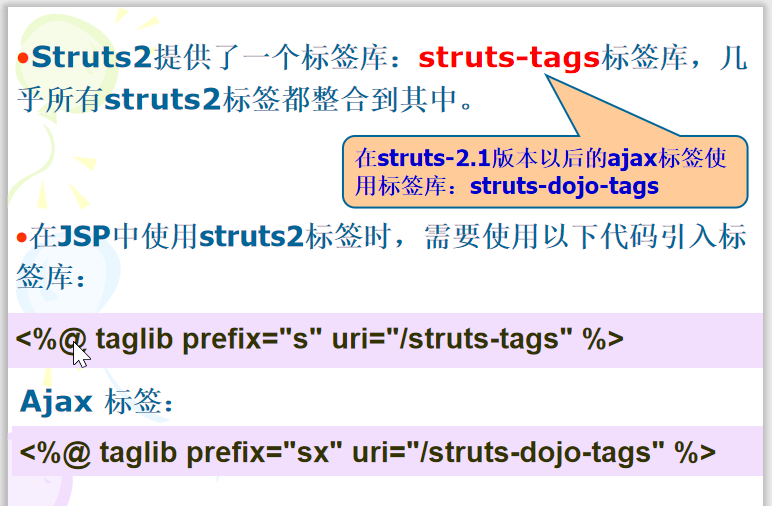 •Struts2提供了一个标签库：struts-tags标签库，几
乎所有struts2标签都整合到其中。
在struts-2.1版本以后的ajax标签使
用标签库：struts-dojo-tags
•在JSP中使用struts2标签时，需要使用以下代码引入标
签库：
<%@ taglib prefix="s" uri="/struts-tags" %>
Ajax 标签：
<%@ taglib prefix="sx" uri="/struts-dojo-tags" %>